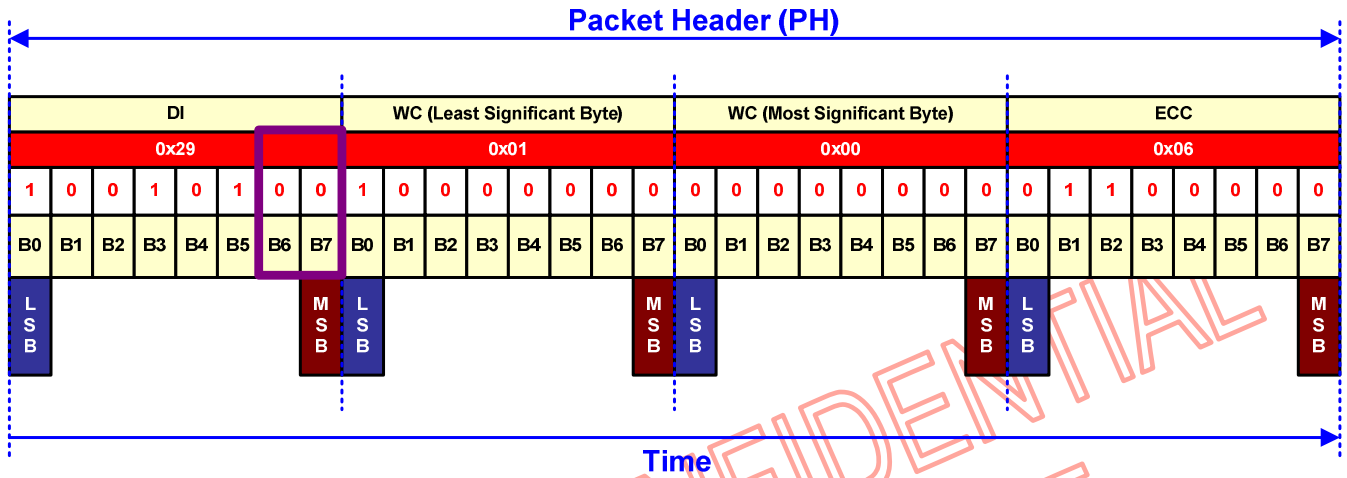 Packet Header (PH)
DI WC (Least Significant Byte) WC (Most Significant Byte) ECC
0x29 0x01 0x00 0x06
1 0 0 1 0 1 0 0 1 0 0 0 0 0 0 0 0 0 0 0 0 0 0 0 0 1 1 0 0 0 0 0
B0 B1 B2 B3 B4 B5 B6 B7 B0 B1 B2 B3 B4 B5 B6 B7 B0 B1 B2 B3 B4 B5 B6 B7 B0 B1 B2 B3 B4 B5 B6 B7
LSB MSB LSB MSB LSB MSB LSB MSB
Time